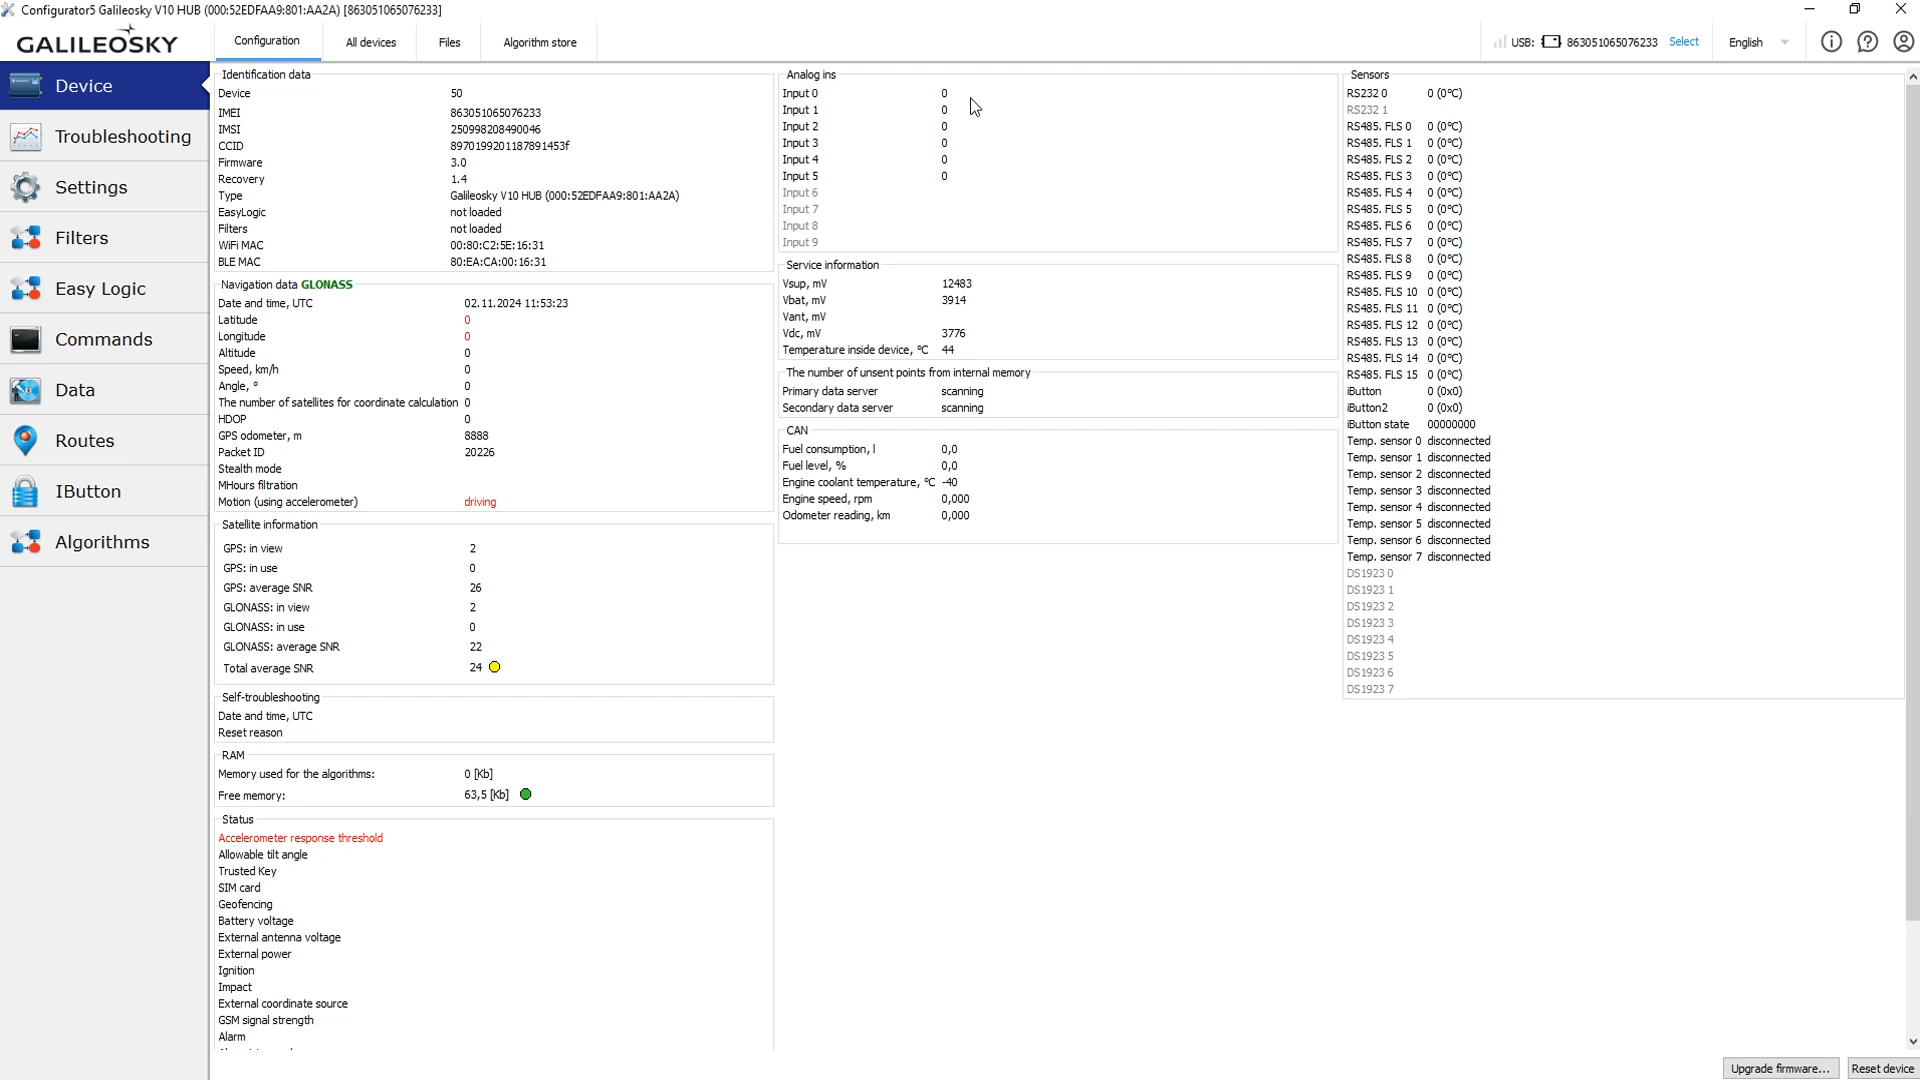 Configurator5 Galileosky V10 HUB (000:52EDFAA9:801:AA2A) [863051065076233]
GALILEOSKY
Configuration
All devices
Files
Algorithm store
USB: 863051065076233 Select
English
Device
Troubleshooting
Settings
Filters
Easy Logic
Commands
Data
Routes
IButton
Algorithms
Identification data
Device 50
IMEI 863051065076233
IMSI 250998208490046
CCID 8970199201187891453f
Firmware 3.0
Recovery 1.4
Type Galileosky V10 HUB (000:52EDFAA9:801:AA2A)
EasyLogic not loaded
Filters not loaded
WiFi MAC 00:80:C2:5E:16:31
BLE MAC 80:EA:CA:00:16:31
Navigation data GLONASS
Date and time, UTC 02.11.2024 11:53:23
Latitude 0
Longitude 0
Altitude 0
Speed, km/h 0
Angle, ° 0
The number of satellites for coordinate calculation 0
HDOP 0
GPS odometer, m 8888
Packet ID 20226
Stealth mode
MHours filtration
Motion (using accelerometer) driving
Satellite information
GPS: in view 2
GPS: in use 0
GPS: average SNR 26
GLONASS: in view 2
GLONASS: in use 0
GLONASS: average SNR 22
Total average SNR 24
Self-troubleshooting
Date and time, UTC
Reset reason
RAM
Memory used for the algorithms: 0 [Kb]
Free memory: 63,5 [Kb]
Status
Accelerometer response threshold
Allowable tilt angle
Trusted Key
SIM card
Geofencing
Battery voltage
External antenna voltage
External power
Ignition
Impact
External coordinate source
GSM signal strength
Alarm
Analog ins
Input 0 0
Input 1 0
Input 2 0
Input 3 0
Input 4 0
Input 5 0
Input 6
Input 7
Input 8
Input 9
Service information
Vsup, mV 12483
Vbat, mV 3914
Vant, mV
Vdc, mV 3776
Temperature inside device, °C 44
The number of unsent points from internal memory
Primary data server scanning
Secondary data server scanning
CAN
Fuel consumption, l 0,0
Fuel level, % 0,0
Engine coolant temperature, °C -40
Engine speed, rpm 0,000
Odometer reading, km 0,000
Sensors
RS232 0 0 (0°C)
RS232 1
RS485. FLS 0 0 (0°C)
RS485. FLS 1 0 (0°C)
RS485. FLS 2 0 (0°C)
RS485. FLS 3 0 (0°C)
RS485. FLS 4 0 (0°C)
RS485. FLS 5 0 (0°C)
RS485. FLS 6 0 (0°C)
RS485. FLS 7 0 (0°C)
RS485. FLS 8 0 (0°C)
RS485. FLS 9 0 (0°C)
RS485. FLS 10 0 (0°C)
RS485. FLS 11 0 (0°C)
RS485. FLS 12 0 (0°C)
RS485. FLS 13 0 (0°C)
RS485. FLS 14 0 (0°C)
RS485. FLS 15 0 (0°C)
iButton 0 (0x0)
iButton2 0 (0x0)
iButton state 00000000
Temp. sensor 0 disconnected
Temp. sensor 1 disconnected
Temp. sensor 2 disconnected
Temp. sensor 3 disconnected
Temp. sensor 4 disconnected
Temp. sensor 5 disconnected
Temp. sensor 6 disconnected
Temp. sensor 7 disconnected
DS1923 0
DS1923 1
DS1923 2
DS1923 3
DS1923 4
DS1923 5
DS1923 6
DS1923 7
Upgrade firmware...
Reset device